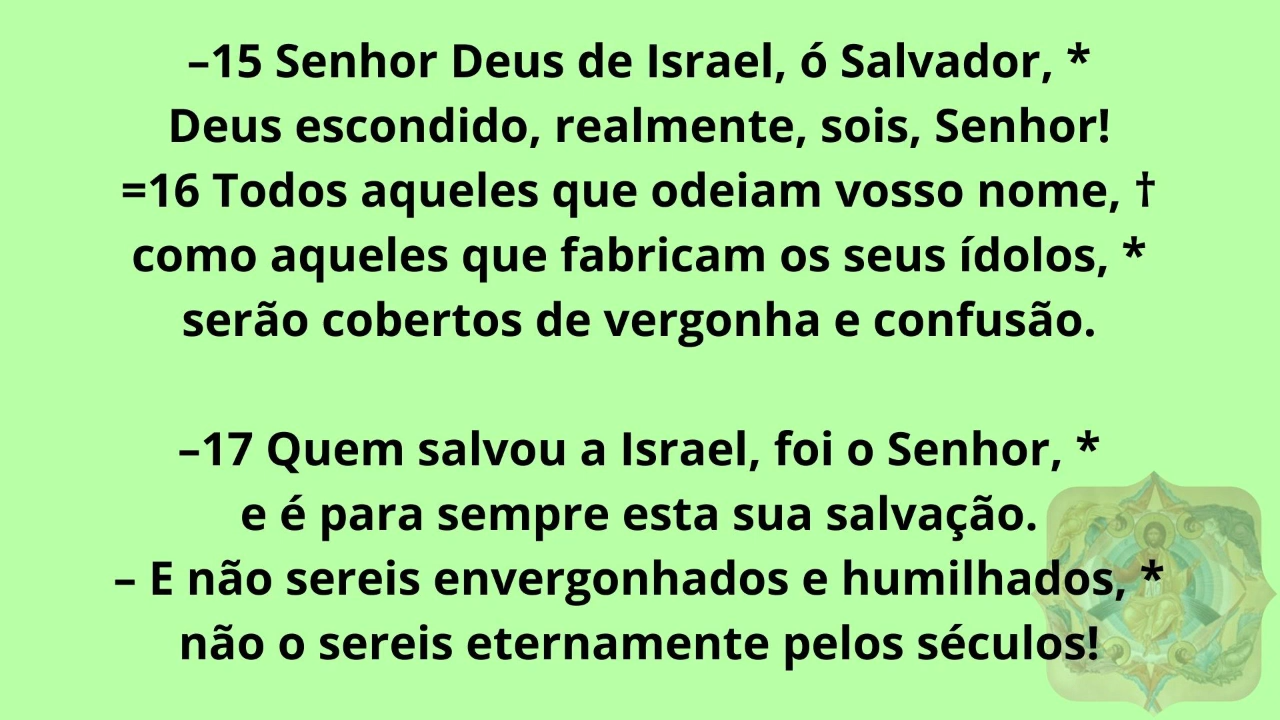 –15 Senhor Deus de Israel, ó Salvador, *
Deus escondido, realmente, sois, Senhor!
=16 Todos aqueles que odeiam vosso nome, †
como aqueles que fabricam os seus ídolos, *
serão cobertos de vergonha e confusão.
–17 Quem salvou a Israel, foi o Senhor, *
e é para sempre esta sua salvação.
– E não sereis envergonhados e humilhados, *
não o sereis eternamente pelos séculos!